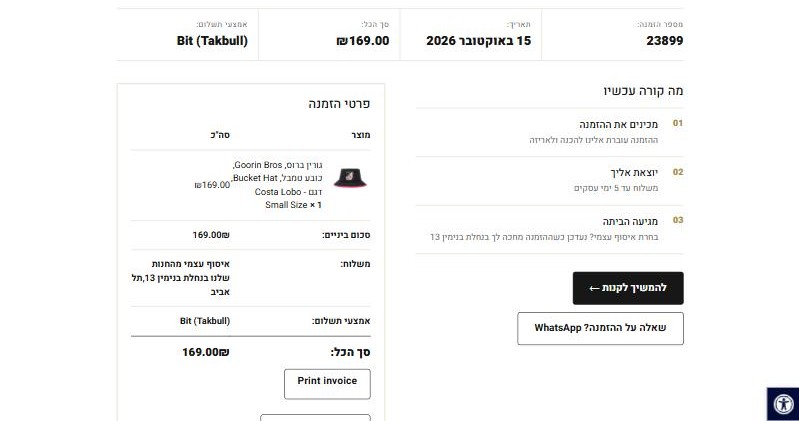 מספר הזמנה:
23899
תאריך:
15 באוקטובר 2026
סך הכל:
₪169.00
אמצעי תשלום:
Bit (Takbull)
מה קורה עכשיו
01
מכינים את ההזמנה
ההזמנה עוברת אלינו להכנה ולאריזה
02
יוצאת אליך
משלוח עד 5 ימי עסקים
03
מגיעה הביתה
בחרת איסוף עצמי? נעדכן כשההזמנה מחכה לך בנחלת בנימין 13
להמשיך לקנות ←
שאלה על ההזמנה? WhatsApp
פרטי הזמנה
מוצר
סה"כ
גורין ברוס, Goorin Bros,
כובע טמבל, Bucket Hat,
דגם - Costa Lobo
Small Size × 1
₪169.00
סכום ביניים:
169.00₪
משלוח:
איסוף עצמי מהחנות
שלנו בנחלת בנימין 13,תל
אביב
אמצעי תשלום:
Bit (Takbull)
סך הכל:
169.00₪
Print invoice